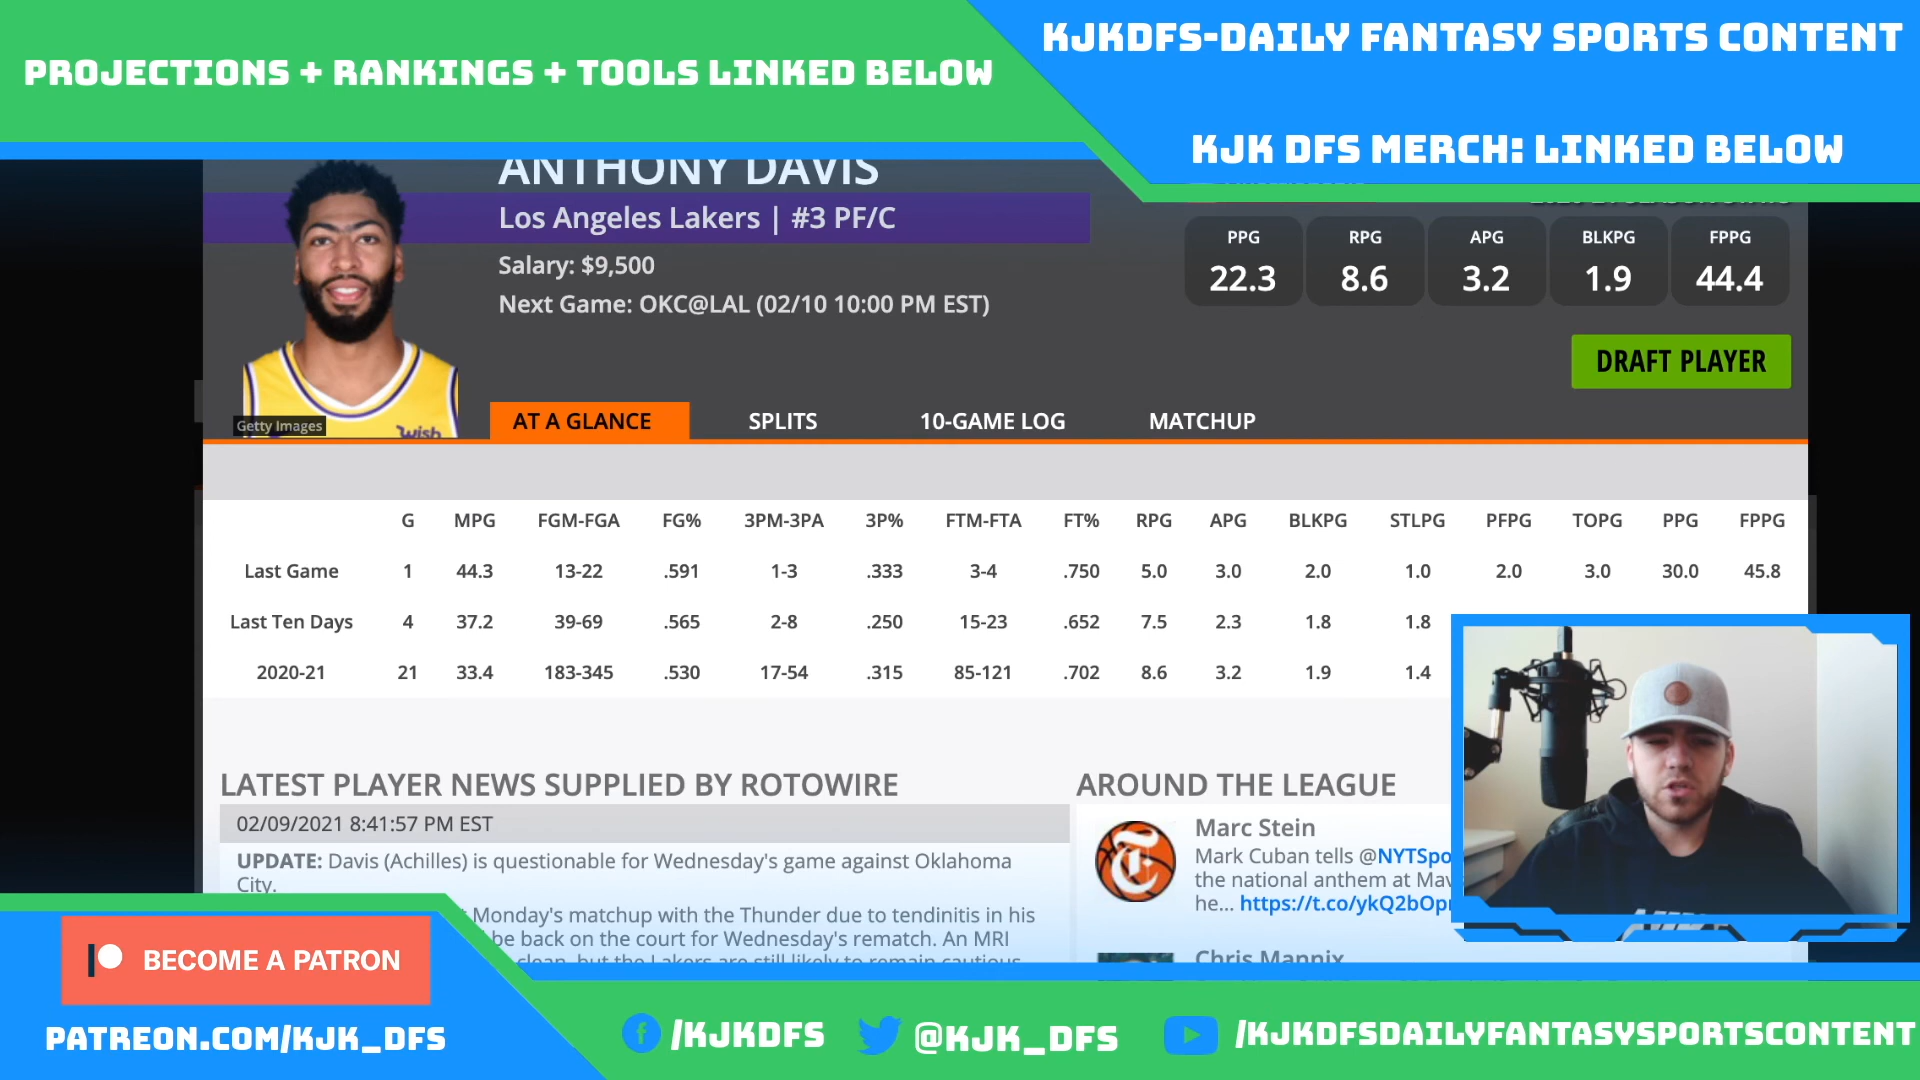 PROJECTIONS + RANKINGS + TOOLS LINKED BELOW
KJKDFS-DAILY FANTASY SPORTS CONTENT
KJK DFS MERCH: LINKED BELOW
ANTHONY DAVIS
Los Angeles Lakers | #3 PF/C
Salary: $9,500
Next Game: OKC@LAL (02/10 10:00 PM EST)
PPG RPG APG BLKPG FPPG
22.3 8.6 3.2 1.9 44.4
DRAFT PLAYER
Getty Images
wish
AT A GLANCE SPLITS 10-GAME LOG MATCHUP
G MPG FGM-FGA FG% 3PM-3PA 3P% FTM-FTA FT% RPG APG BLKPG STLPG PFPG TOPG PPG FPPG
Last Game 1 44.3 13-22 .591 1-3 .333 3-4 .750 5.0 3.0 2.0 1.0 2.0 3.0 30.0 45.8
Last Ten Days 4 37.2 39-69 .565 2-8 .250 15-23 .652 7.5 2.3 1.8 1.8
2020-21 21 33.4 183-345 .530 17-54 .315 85-121 .702 8.6 3.2 1.9 1.4
LATEST PLAYER NEWS SUPPLIED BY ROTOWIRE
02/09/2021 8:41:57 PM EST
UPDATE: Davis (Achilles) is questionable for Wednesday's game against Oklahoma
City.
Monday's matchup with the Thunder due to tendinitis in his
be back on the court for Wednesday's rematch. An MRI
clean, but the Lakers are still likely to remain cautious
AROUND THE LEAGUE
Marc Stein
Mark Cuban tells @NYTSpo
the national anthem at Mav
he... https://t.co/ykQ2bOp
Chris Mannix
BECOME A PATRON
PATREON.COM/KJK_DFS
/KJKDFS
@KJK_DFS
/KJKDFSDAILYFANTASYSPORTSCONTENT